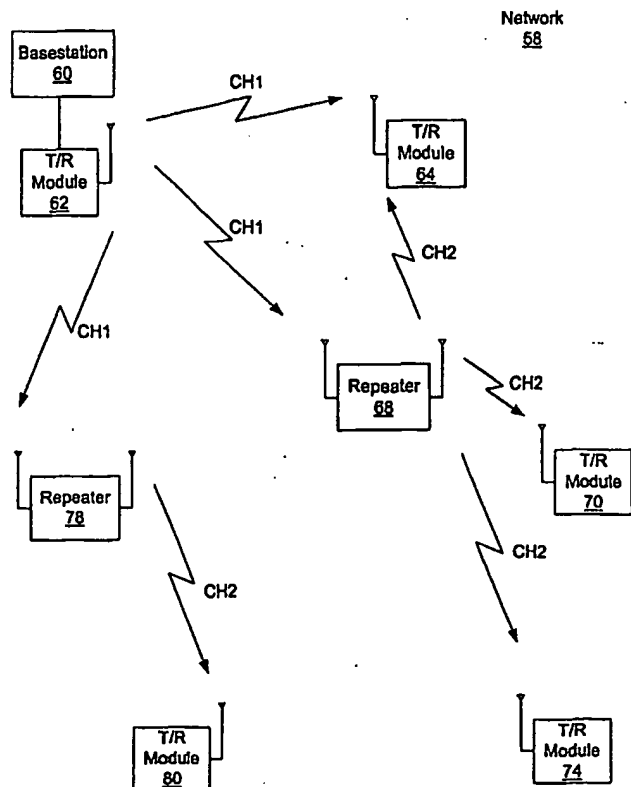 Network
58
Basestation
60
CH1
T/R
Module
62
T/R
Module
64
CH1
CH2
CH1
Repeater
68
CH2
T/R
Module
70
Repeater
78
CH2
CH2
T/R
Module
80
T/R
Module
74